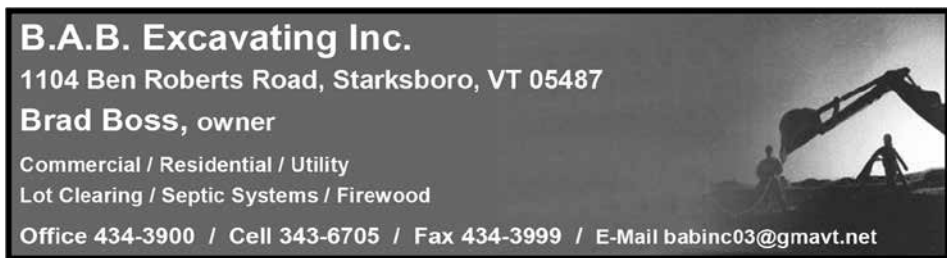 B.A.B. Excavating Inc.
1104 Ben Roberts Road, Starksboro, VT 05487
Brad Boss, owner
Commercial / Residential / Utility
Lot Clearing / Septic Systems / Firewood
Office 434-3900 / Cell 343-6705 / Fax 434-3999 / E-Mail babinc03@gmavt.net